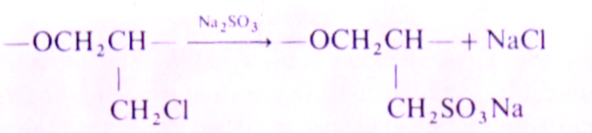 Na₂SO₃
—OCH₂CH— → —OCH₂CH— + NaCl
| |
CH₂Cl CH₂SO₃Na